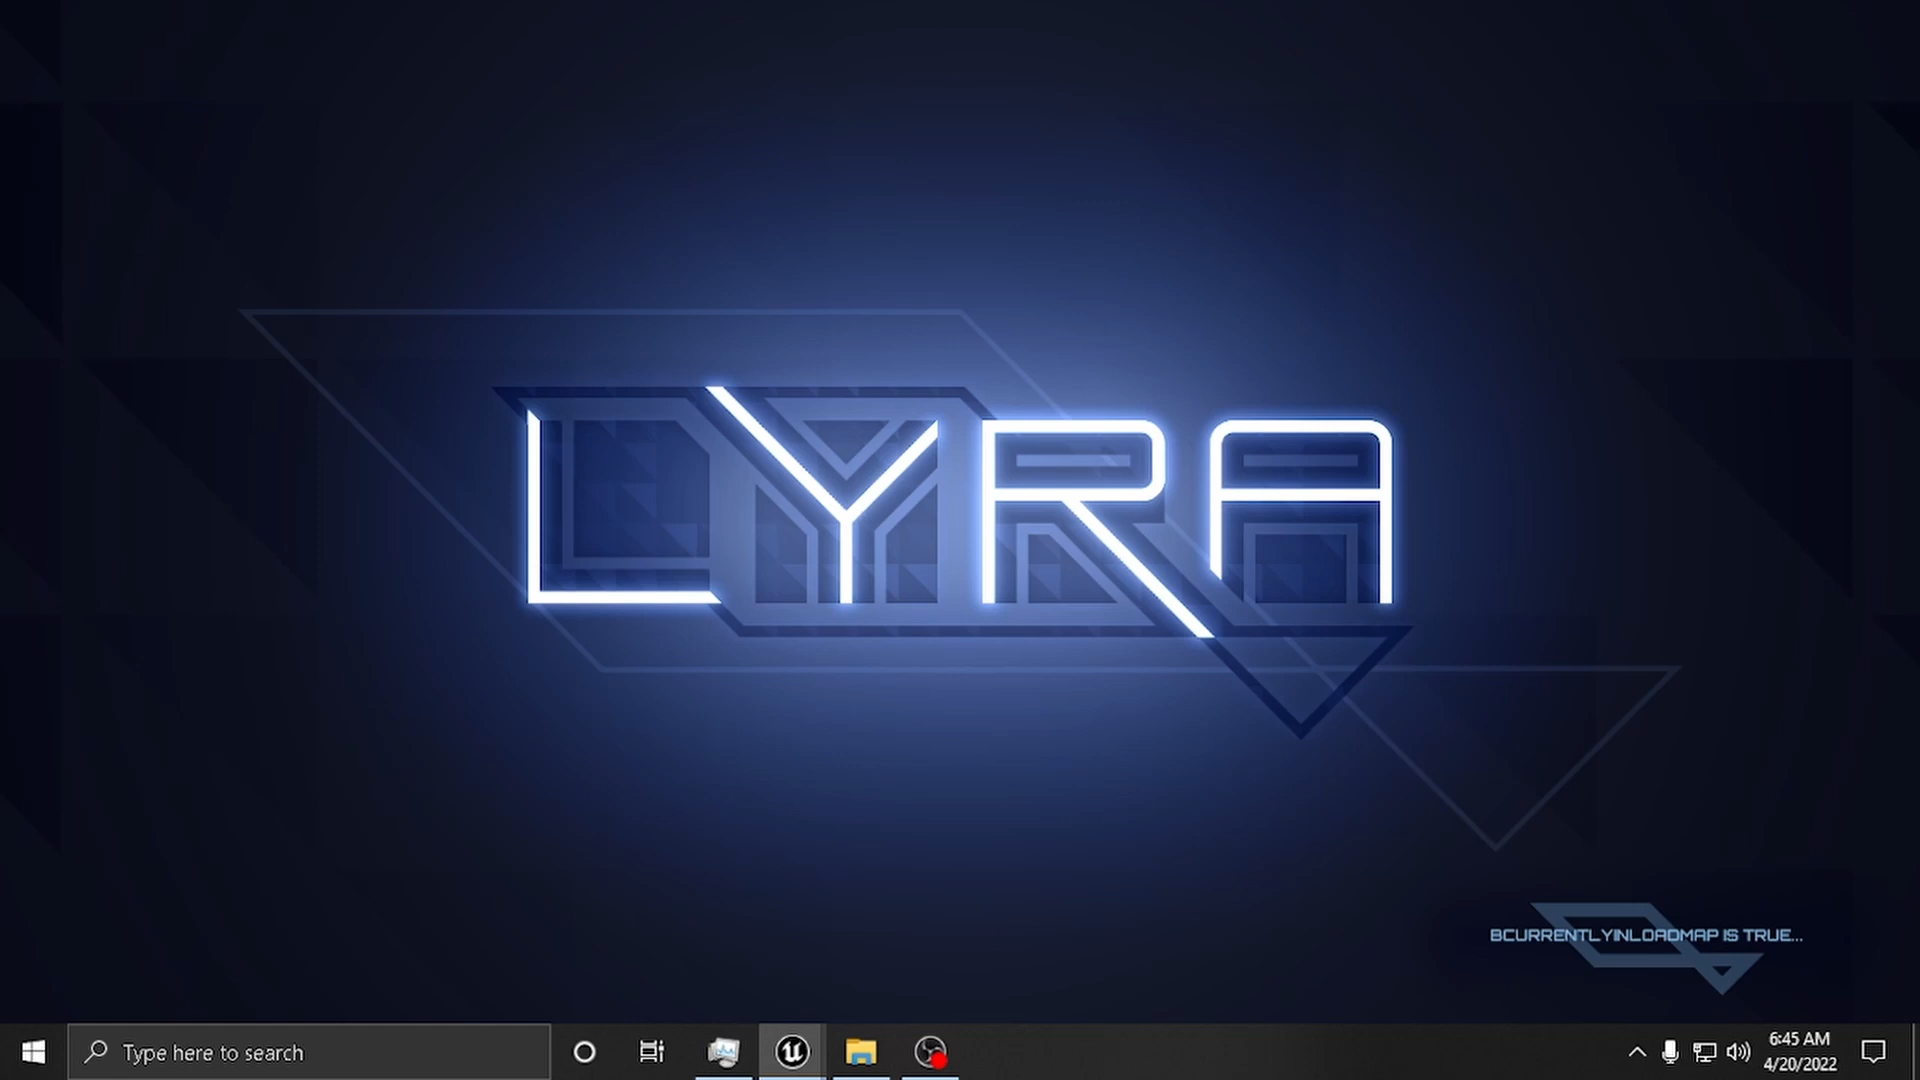 LYRA
BCURRENTLYINLOADMAP IS TRUE...
Type here to search
6:45 AM
4/20/2022